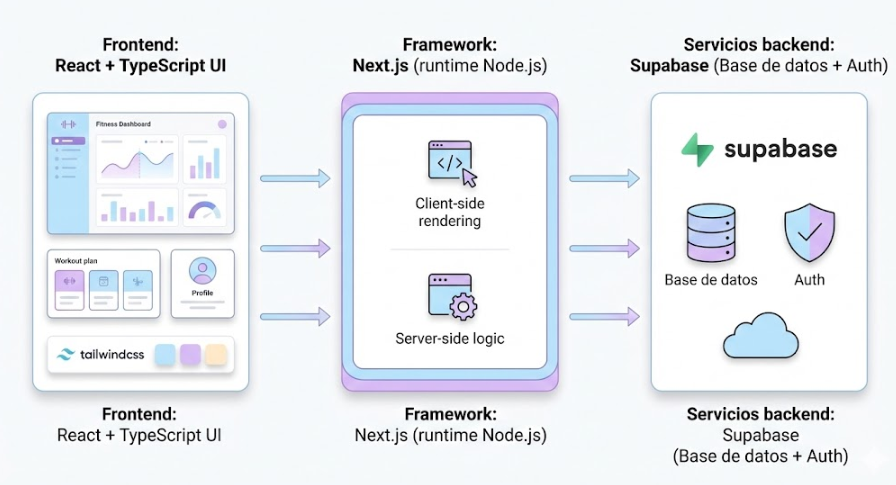 Frontend:
React + TypeScript UI
Framework:
Next.js (runtime Node.js)
Servicios backend:
Supabase (Base de datos + Auth)
Fitness Dashboard
Workout plan
Profile
tailwindcss
Client-side
rendering
Server-side logic
supabase
Base de datos
Auth
Frontend:
React + TypeScript UI
Framework:
Next.js (runtime Node.js)
Servicios backend:
Supabase
(Base de datos + Auth)